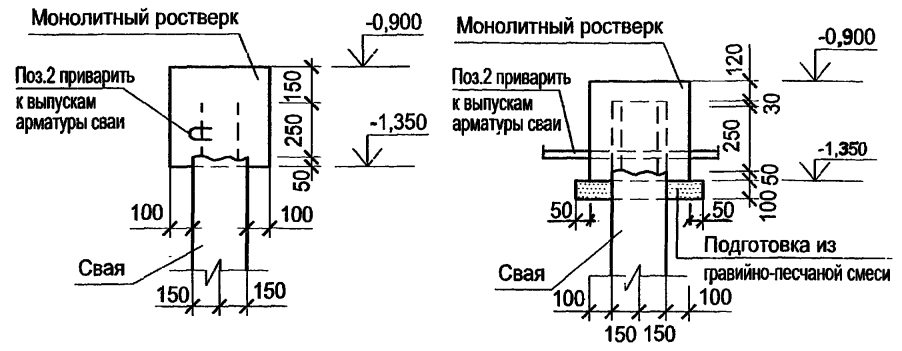 Монолитный ростверк
-0,900
Поз.2 приварить
к выпускам
арматуры сваи
150
250
50
-1,350
100
100
Свая
150
150
Монолитный ростверк
-0,900
120
Поз.2 приварить
к выпускам
арматуры сваи
30
250
-1,350
50
100
50
50
Подготовка из
гравийно-песчаной смеси
Свая
100
100
150
150